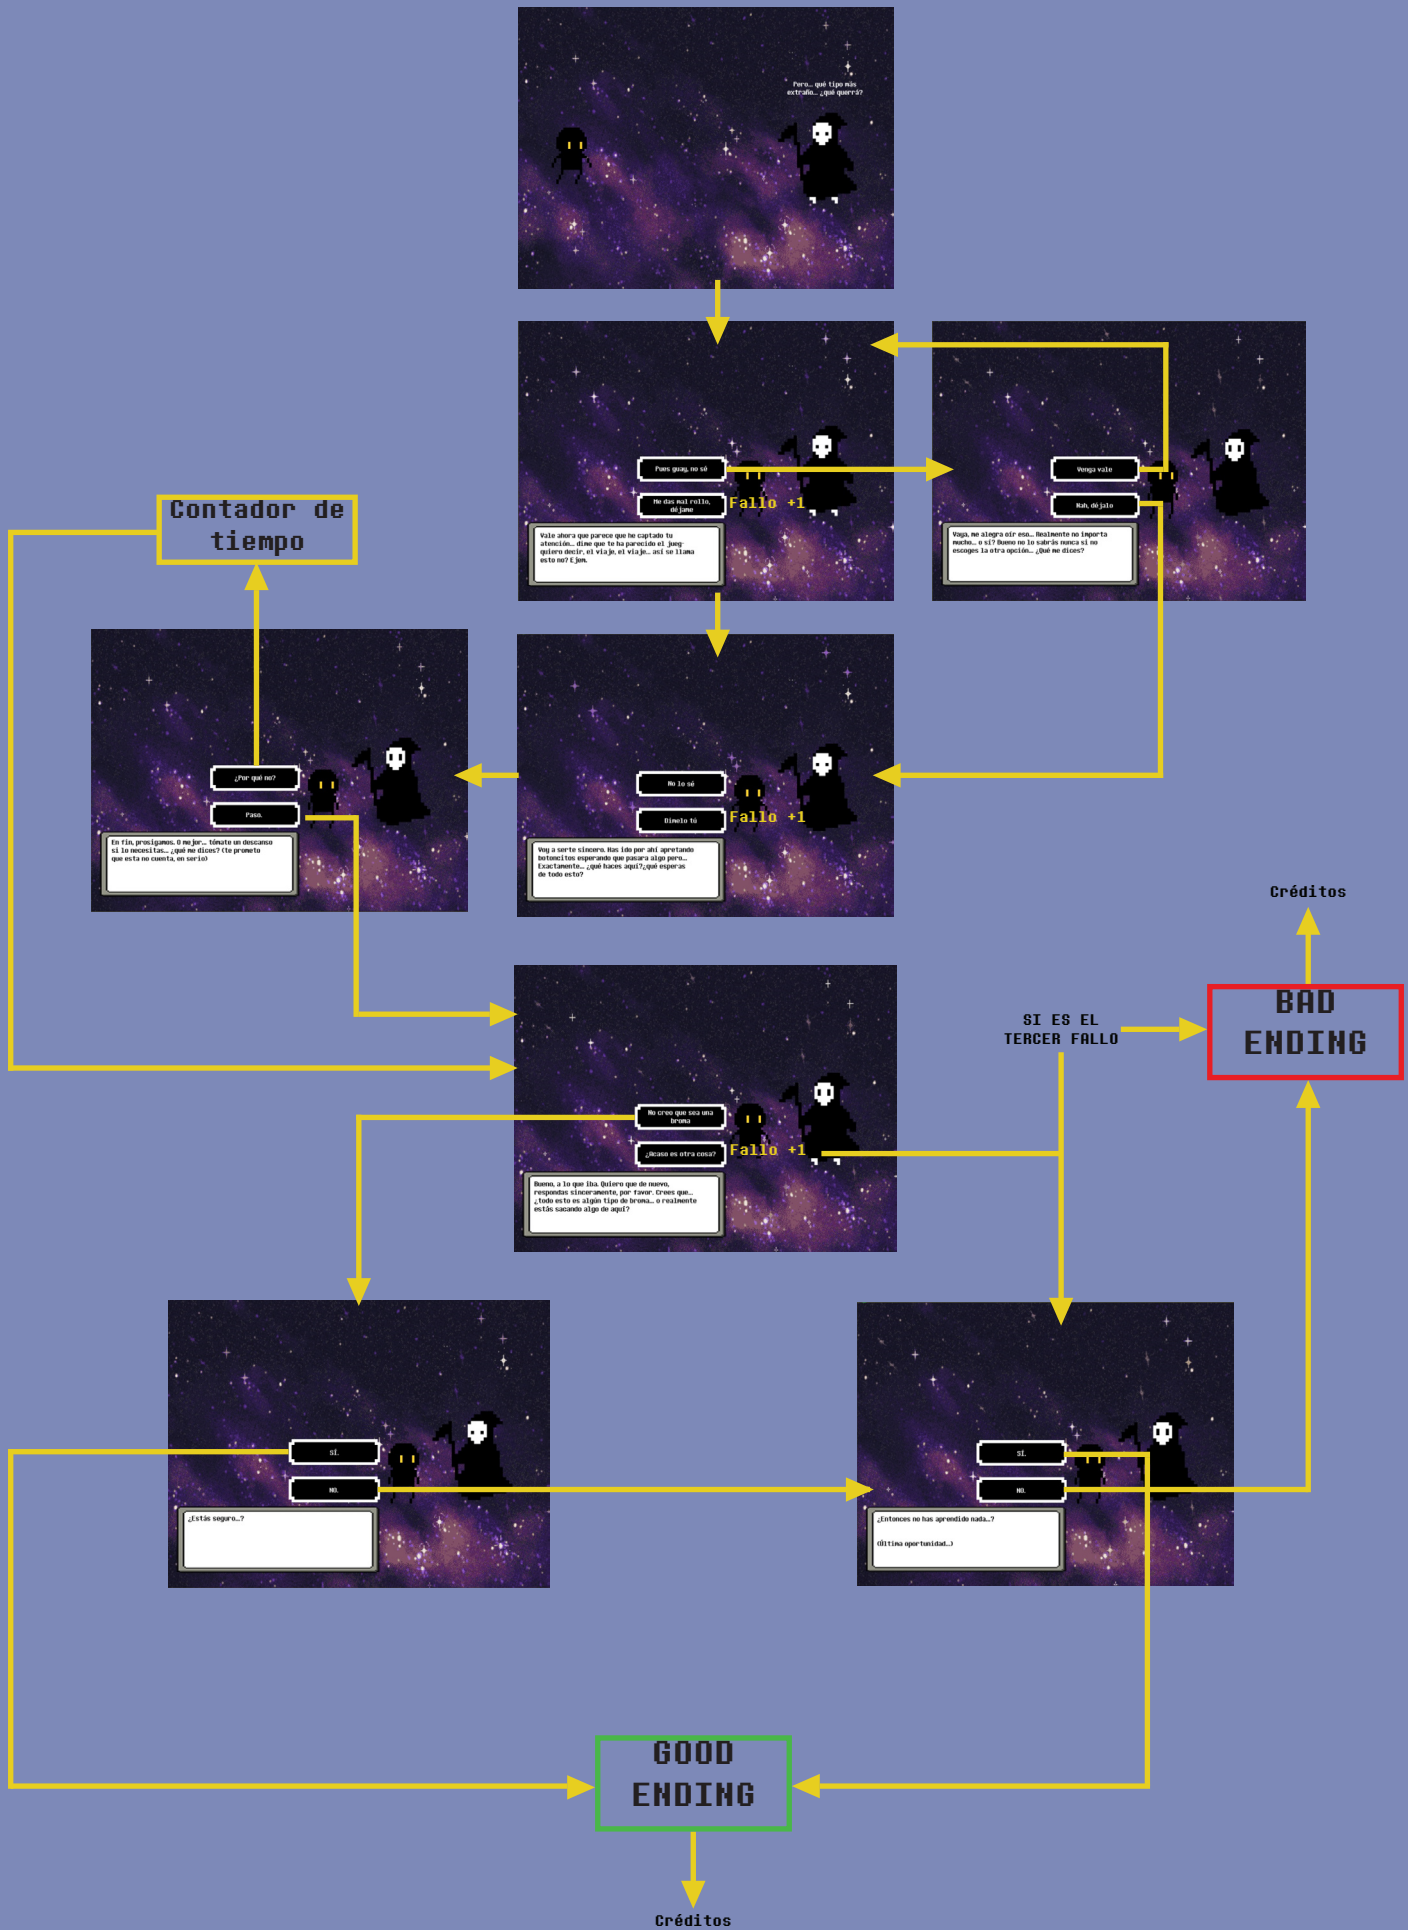 Pero... qué tipo más
extraño... ¿qué querrá?
Pues guay, no sé
Me das mal rollo,
déjame
Fallo +1
Vale ahora que parece que he captado tu
atención... dime que te ha parecido el jueg-
quiero decir, el viaje, el viaje... así se llama
esto no? Ejem.
Venga vale
Nah, déjalo
Vaya, me alegra oír eso... Realmente no importa
mucho... o sí? Bueno no lo sabrás nunca si no
escoges la otra opción... ¿Qué me dices?
Contador de
tiempo
¿Por qué no?
Paso.
En fin, prosigamos. O mejor... tómate un descanso
si lo necesitas... ¿qué me dices? (te prometo
que esta no cuenta, en serio)
No lo sé
Dímelo tú
Fallo +1
Voy a serte sincero. Has ido por ahí apretando
botoncitos esperando que pasara algo pero...
Exactamente... ¿qué haces aquí?¿qué esperas
de todo esto?
Créditos
BAD
ENDING
SI ES EL
TERCER FALLO
No creo que sea una
broma
¿Acaso es otra cosa?
Fallo +1
Bueno, a lo que iba. Quiero que de nuevo,
respondas sinceramente, por favor. Crees que...
¿todo esto es algún tipo de broma... o realmente
estás sacando algo de aquí?
SÍ.
NO.
¿Estás seguro...?
SÍ.
NO.
¿Entonces no has aprendido nada...?
(Última oportunidad...)
GOOD
ENDING
Créditos